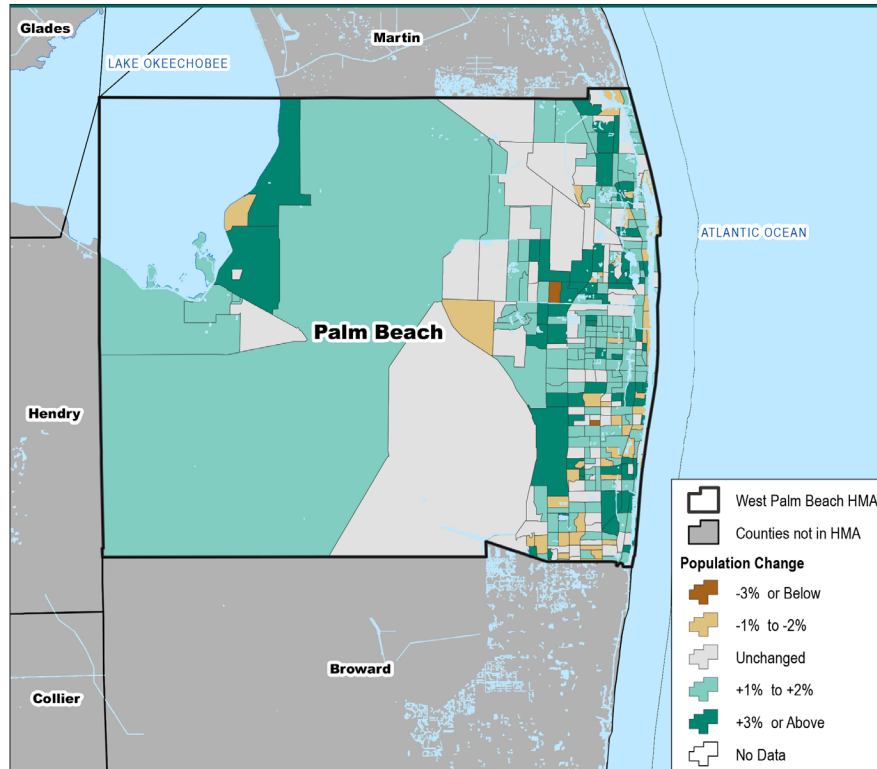 Glades
Martin
LAKE OKEECHOBEE
ATLANTIC OCEAN
Palm Beach
Hendry
Broward
Collier
West Palm Beach HMA
Counties not in HMA
Population Change
-3% or Below
-1% to -2%
Unchanged
+1% to +2%
+3% or Above
No Data